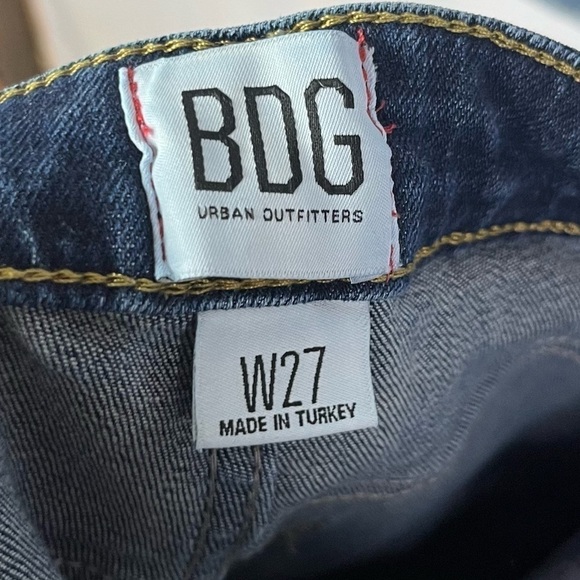 BDG
URBAN OUTFITTERS
W27
MADE IN TURKEY